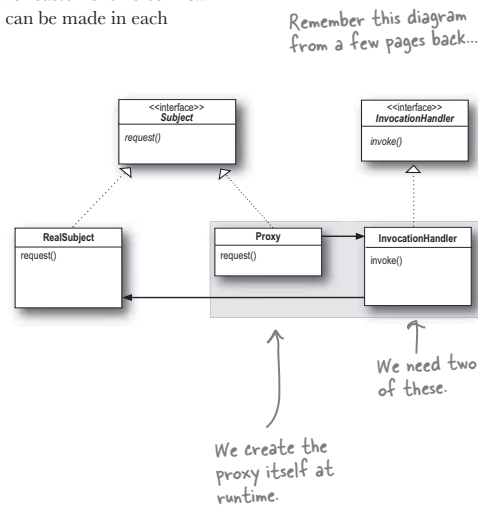 can be made in each
Remember this diagram
from a few pages back...
<<interface>>
Subject
request()
<<interface>>
InvocationHandler
invoke()
RealSubject
request()
Proxy
request()
InvocationHandler
invoke()
We need two
of these.
We create the
proxy itself at
runtime.